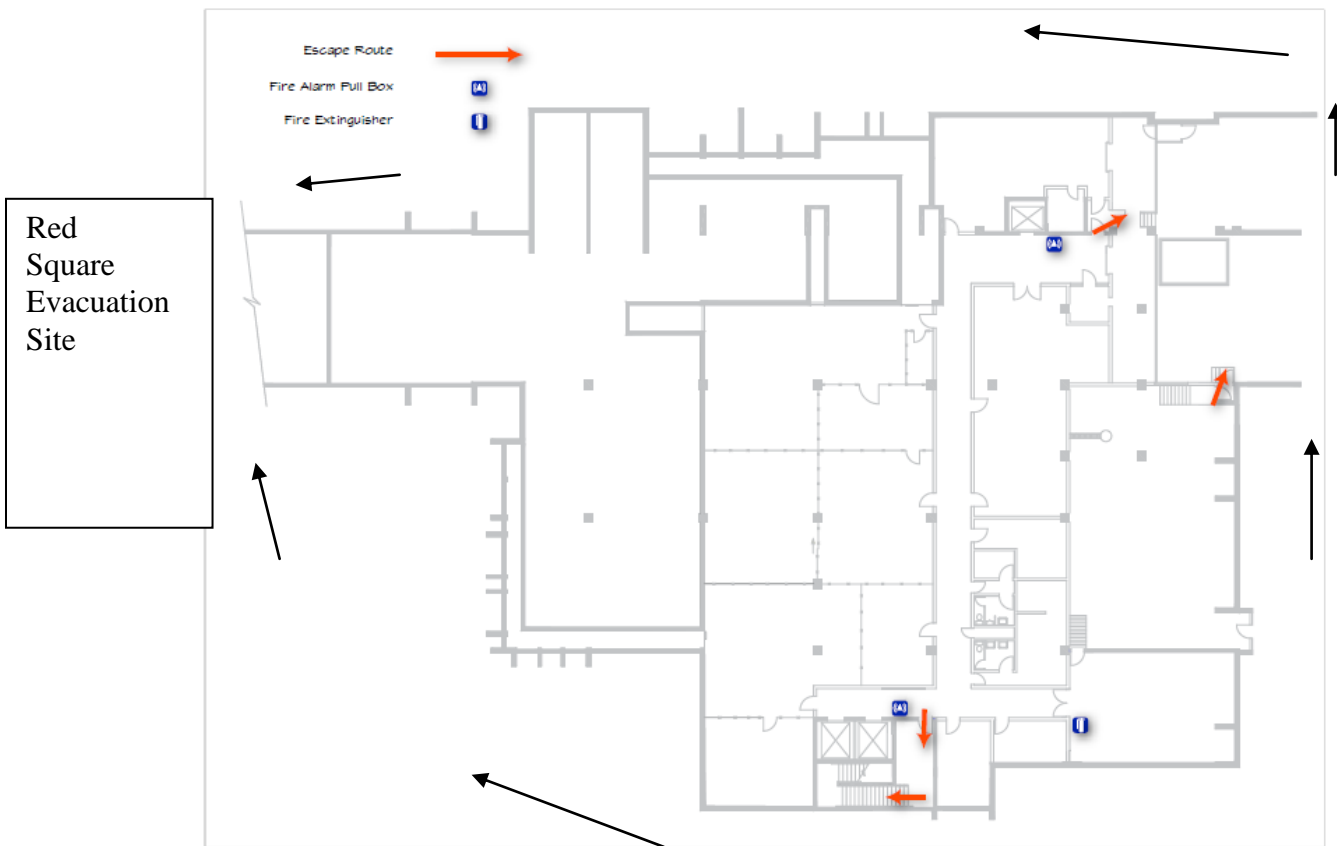 Escape Route
Fire Alarm Pull Box
Fire Extinguisher
Red
Square
Evacuation
Site